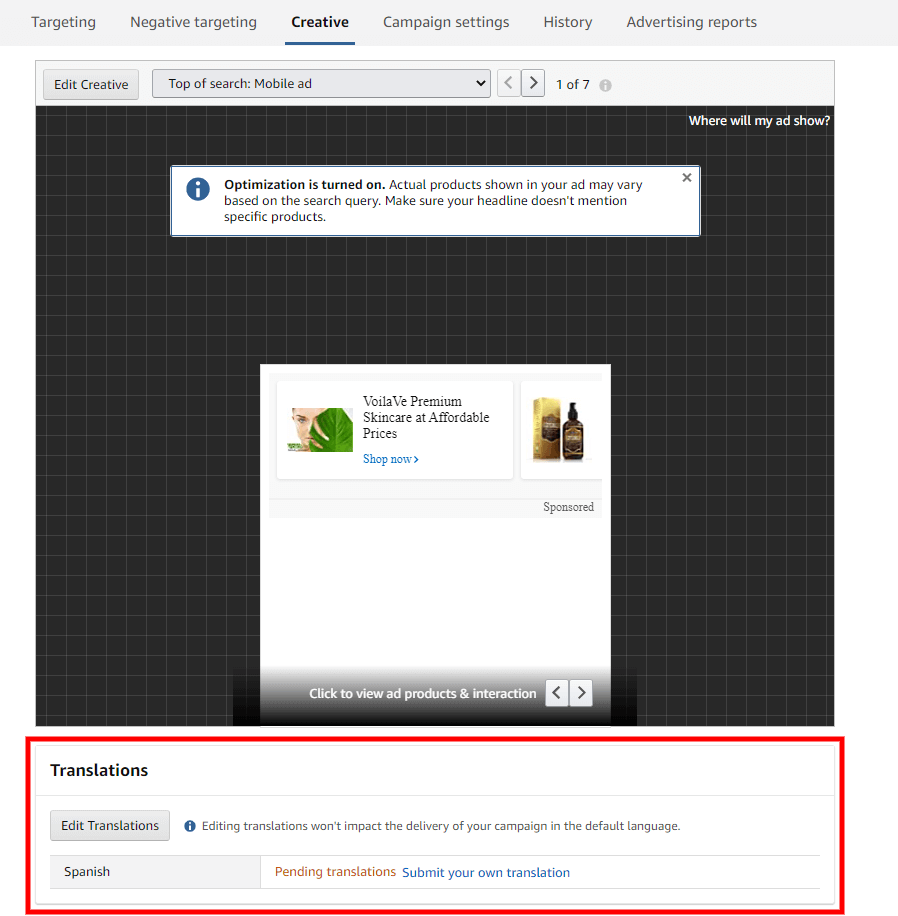 Targeting Negative targeting Creative Campaign settings History Advertising reports
Edit Creative Top of search: Mobile ad 1 of 7
Where will my ad show?
Optimization is turned on. Actual products shown in your ad may vary
based on the search query. Make sure your headline doesn't mention
specific products.
VoilaVe Premium
Skincare at Affordable
Prices
Shop now
Sponsored
Click to view ad products & interaction
Translations
Edit Translations Editing translations won't impact the delivery of your campaign in the default language.
Spanish Pending translations Submit your own translation